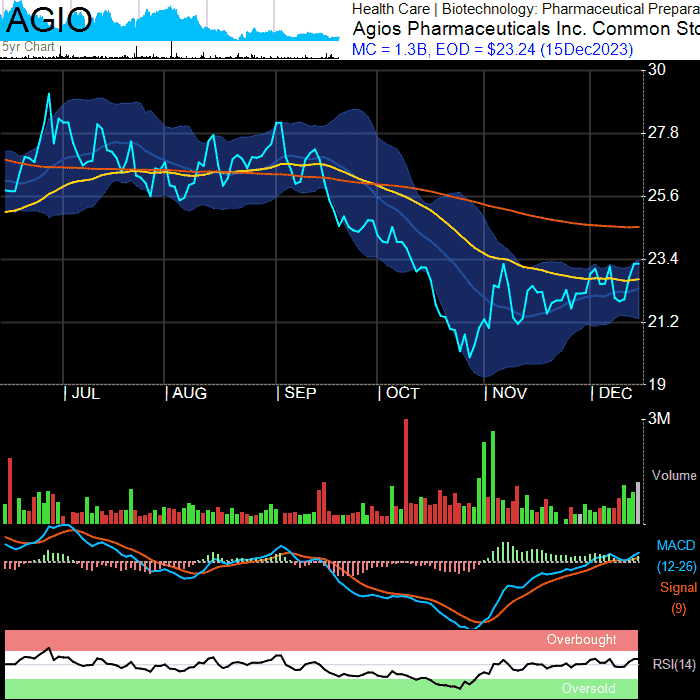 AGIO
5yr Chart
Health Care | Biotechnology: Pharmaceutical Prepara
Agios Pharmaceuticals Inc. Common Sto
MC = 1.3B, EOD = $23.24 (15Dec2023)
30
27.8
25.6
23.4
21.2
19
| JUL | AUG | SEP | OCT | NOV | DEC
3M
Volume
MACD
(12-26)
Signal
(9)
Overbought
RSI(14)
Oversold